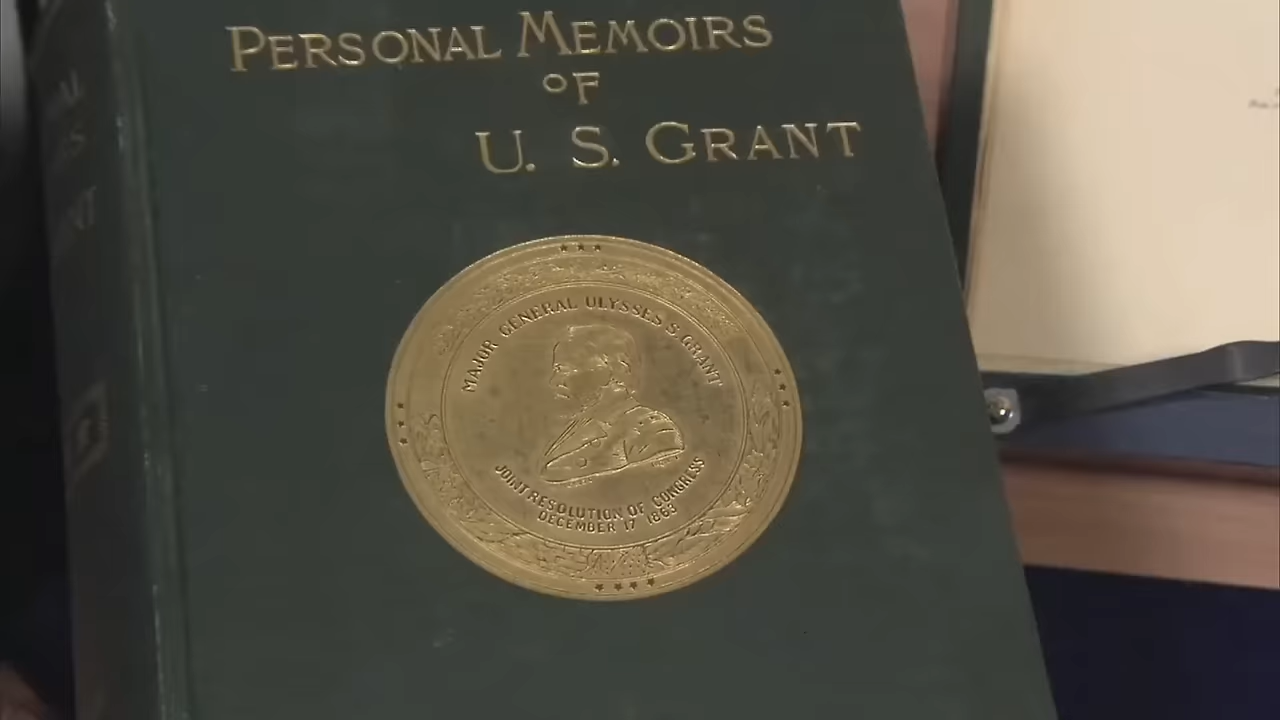 PERSONAL MEMOIRS
OF
U. S. GRANT
MAJOR GENERAL ULYSSES S. GRANT
JOINT RESOLUTION OF CONGRESS
DECEMBER 17 1863